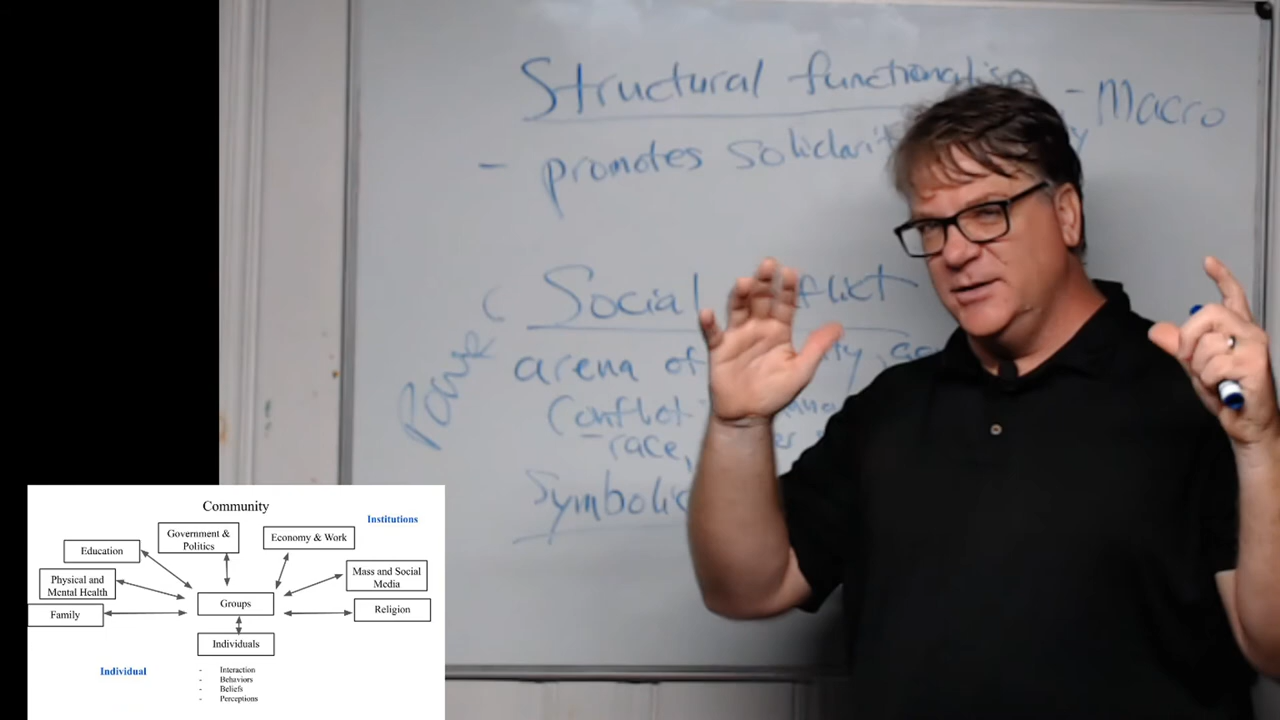 Structural functionalism - Macro
- promotes solidarit
( Social flict
Power
arena of
Conflict
- race,
Symbolic
Community
Institutions
Government &
Politics
Economy & Work
Education
Physical and
Mental Health
Mass and Social
Media
Family
Groups
Religion
Individuals
Individual
- Interaction
- Behaviors
- Beliefs
- Perceptions